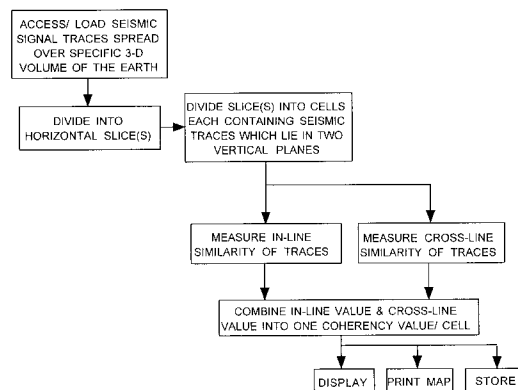 ACCESS/ LOAD SEISMIC
SIGNAL TRACES SPREAD
OVER SPECIFIC 3-D
VOLUME OF THE EARTH
DIVIDE INTO
HORIZONTAL SLICE(S)
DIVIDE SLICE(S) INTO CELLS
EACH CONTAINING SEISMIC
TRACES WHICH LIE IN TWO
VERTICAL PLANES
MEASURE IN-LINE
SIMILARITY OF TRACES
MEASURE CROSS-LINE
SIMILARITY OF TRACES
COMBINE IN-LINE VALUE & CROSS-LINE
VALUE INTO ONE COHERENCY VALUE/ CELL
DISPLAY
PRINT MAP
STORE